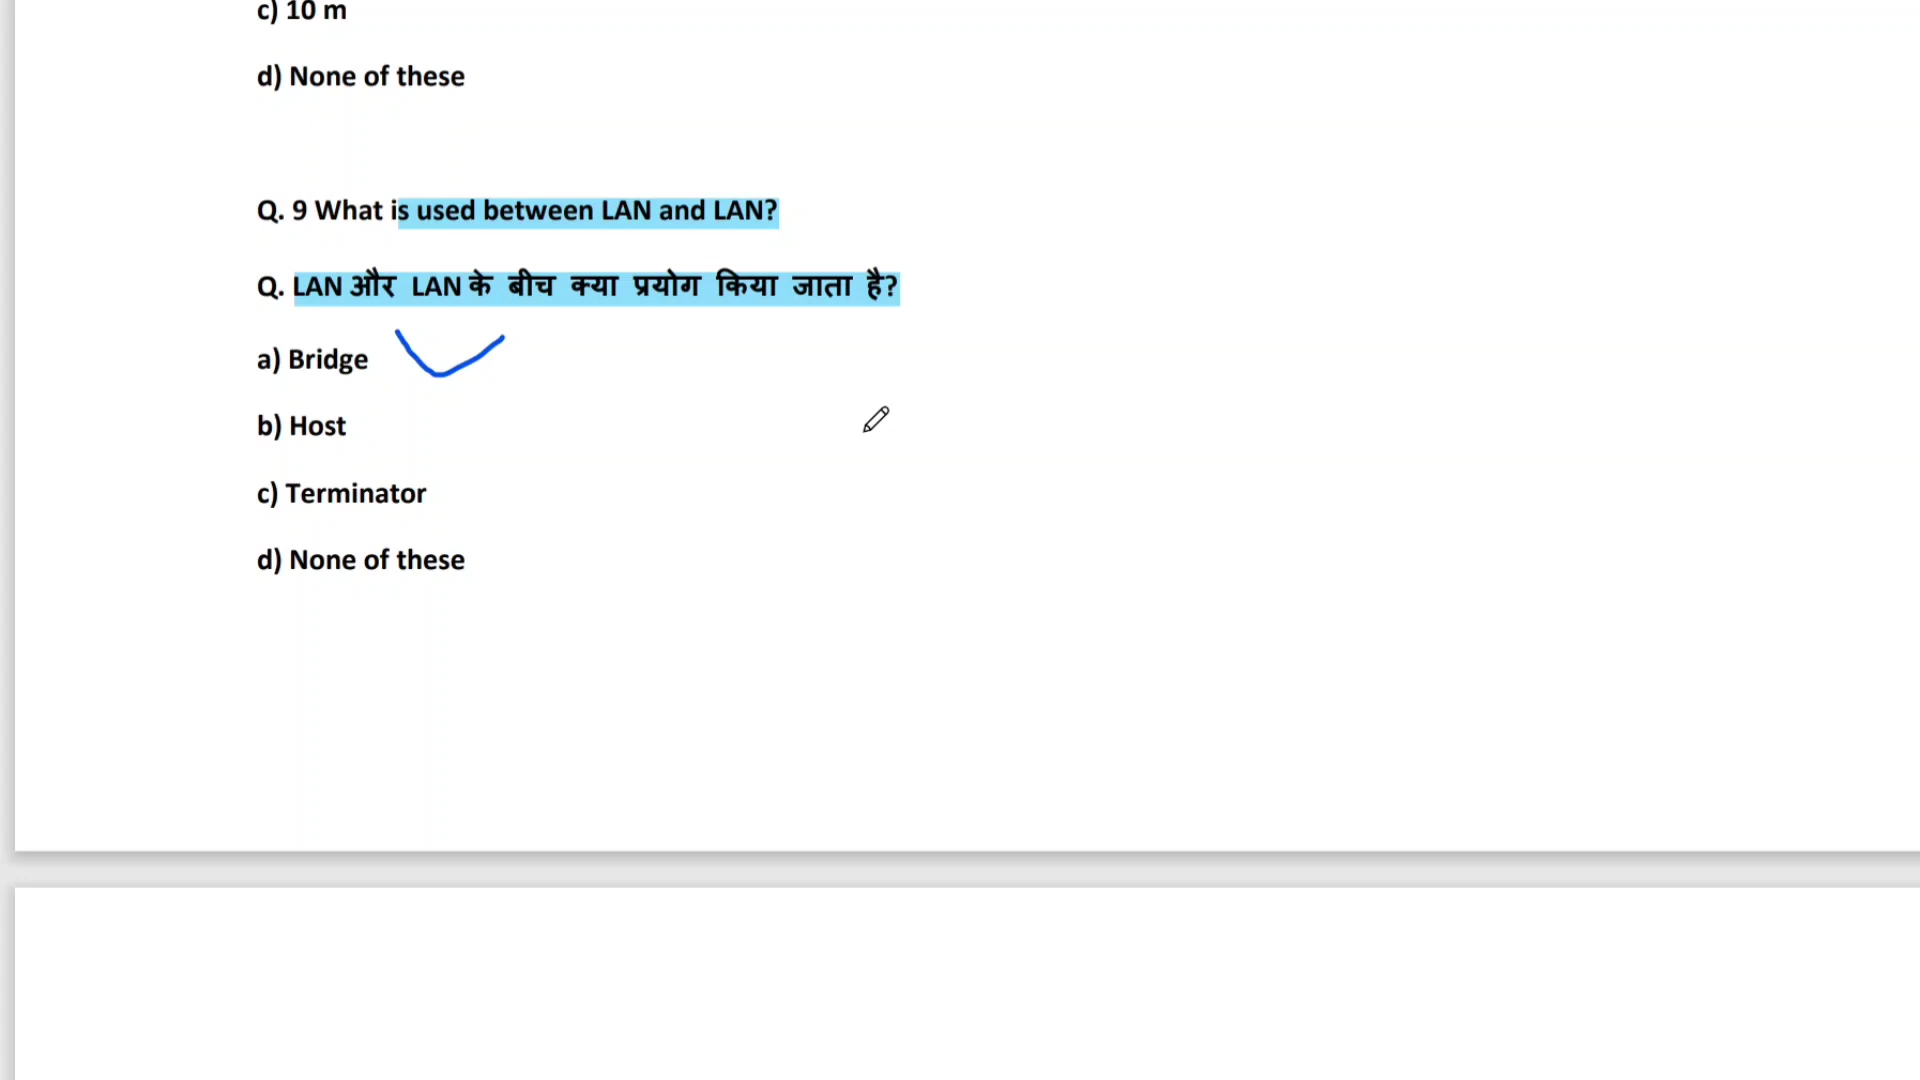 c) 10 m
d) None of these
Q. 9 What is used between LAN and LAN?
Q. LAN और LAN के बीच क्या प्रयोग किया जाता है?
a) Bridge
b) Host
c) Terminator
d) None of these